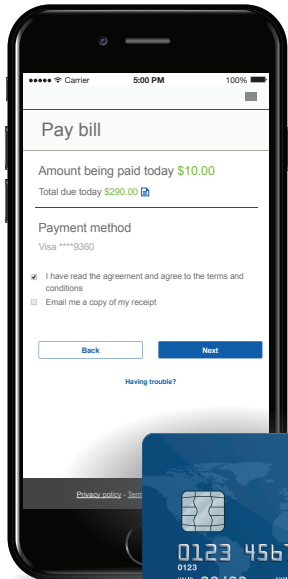 Carrier 5:00 PM 100%
Pay bill
Amount being paid today $10.00
Total due today $290.00
Payment method
Visa ****9360
I have read the agreement and agree to the terms and
conditions
Email me a copy of my receipt
Back Next
Having trouble?
Privacy policy - Term
0123 4567
0123